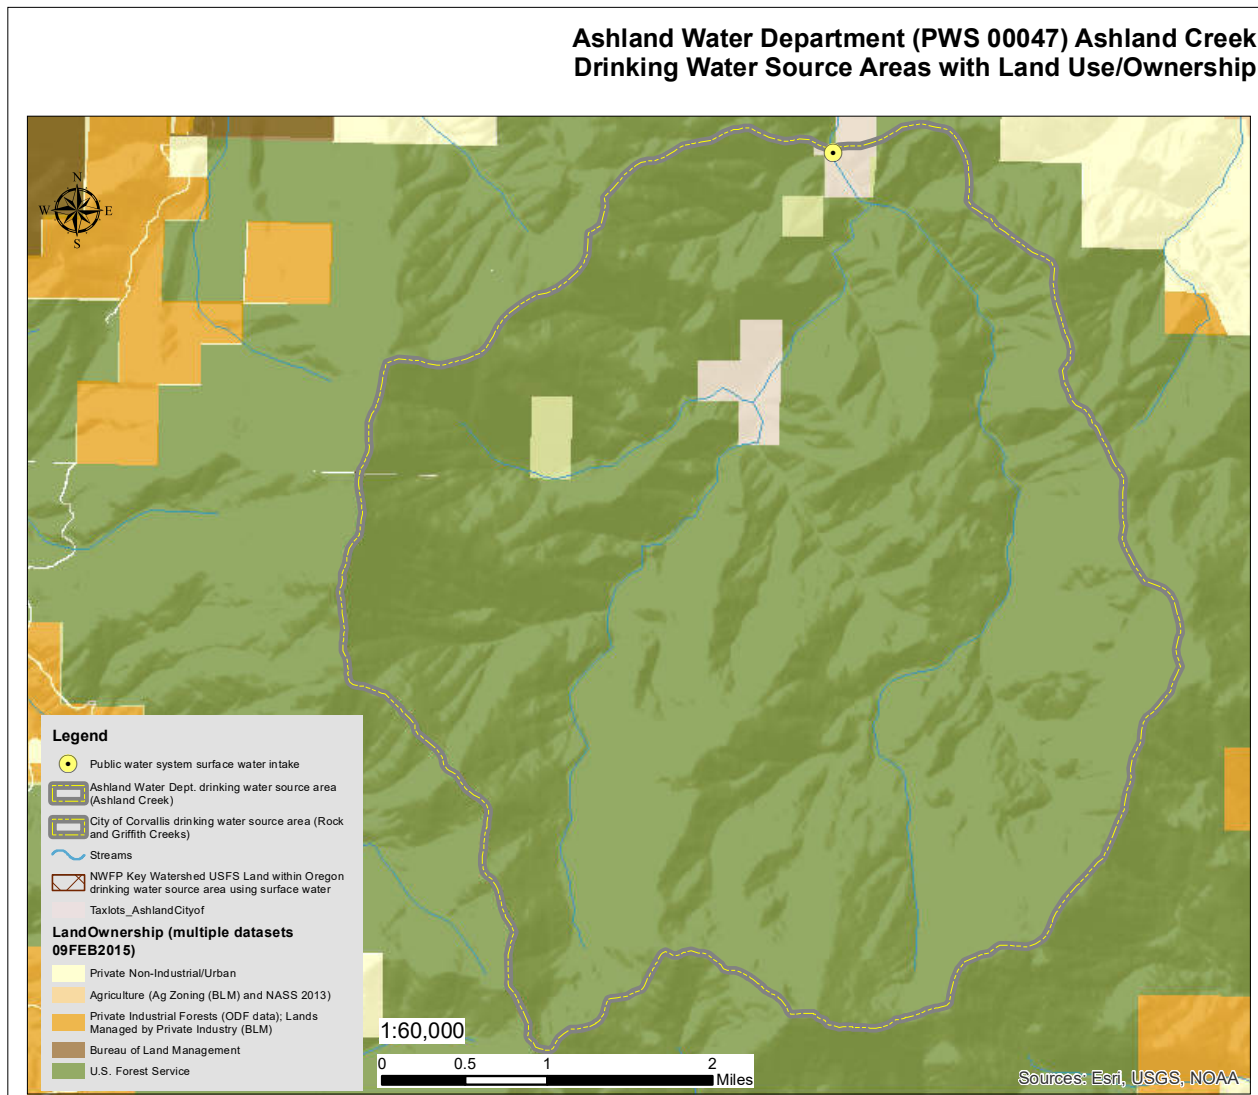 Ashland Water Department (PWS 00047) Ashland Creek
Drinking Water Source Areas with Land Use/Ownership
N
W E
S
Legend
Public water system surface water intake
Ashland Water Dept. drinking water source area
(Ashland Creek)
City of Corvallis drinking water source area (Rock
and Griffith Creeks)
Streams
NWFP Key Watershed USFS Land within Oregon
drinking water source area using surface water
Taxlots_AshlandCityof
LandOwnership (multiple datasets
09FEB2015)
Private Non-Industrial/Urban
Agriculture (Ag Zoning (BLM) and NASS 2013)
Private Industrial Forests (ODF data); Lands
Managed by Private Industry (BLM)
Bureau of Land Management
U.S. Forest Service
1:60,000
0 0.5 1 2
Miles
Sources: Esri, USGS, NOAA